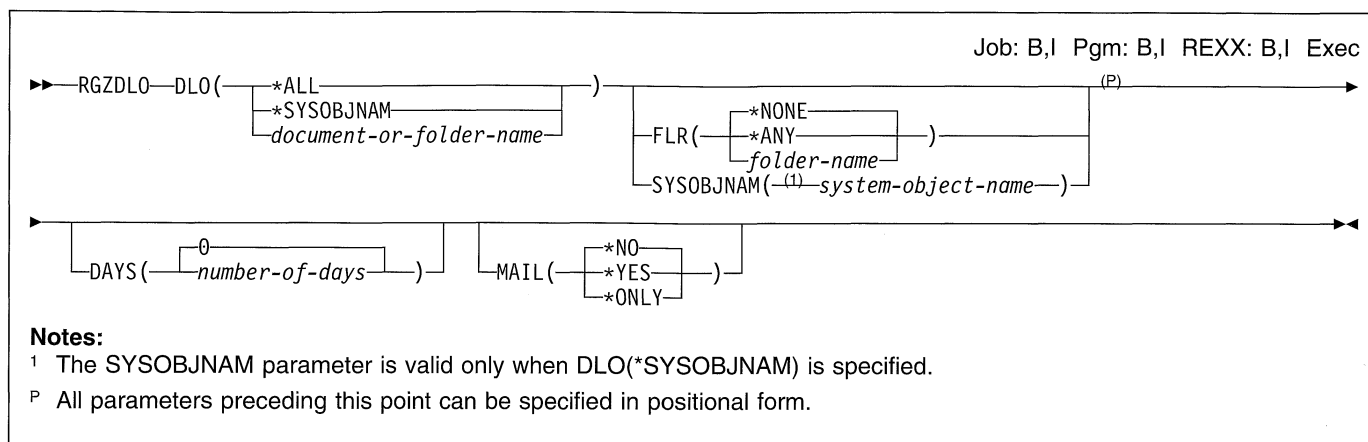 Job: B,I Pgm: B,I REXX: B,I Exec
RGZDLO DLO( *ALL )
*SYSOBJNAM
document-or-folder-name
(P)
FLR( *NONE )
*ANY
folder-name
SYSOBJNAM( (1) system-object-name )
DAYS( 0 )
number-of-days
MAIL( *NO )
*YES
*ONLY
Notes:
1 The SYSOBJNAM parameter is valid only when DLO(*SYSOBJNAM) is specified.
P All parameters preceding this point can be specified in positional form.